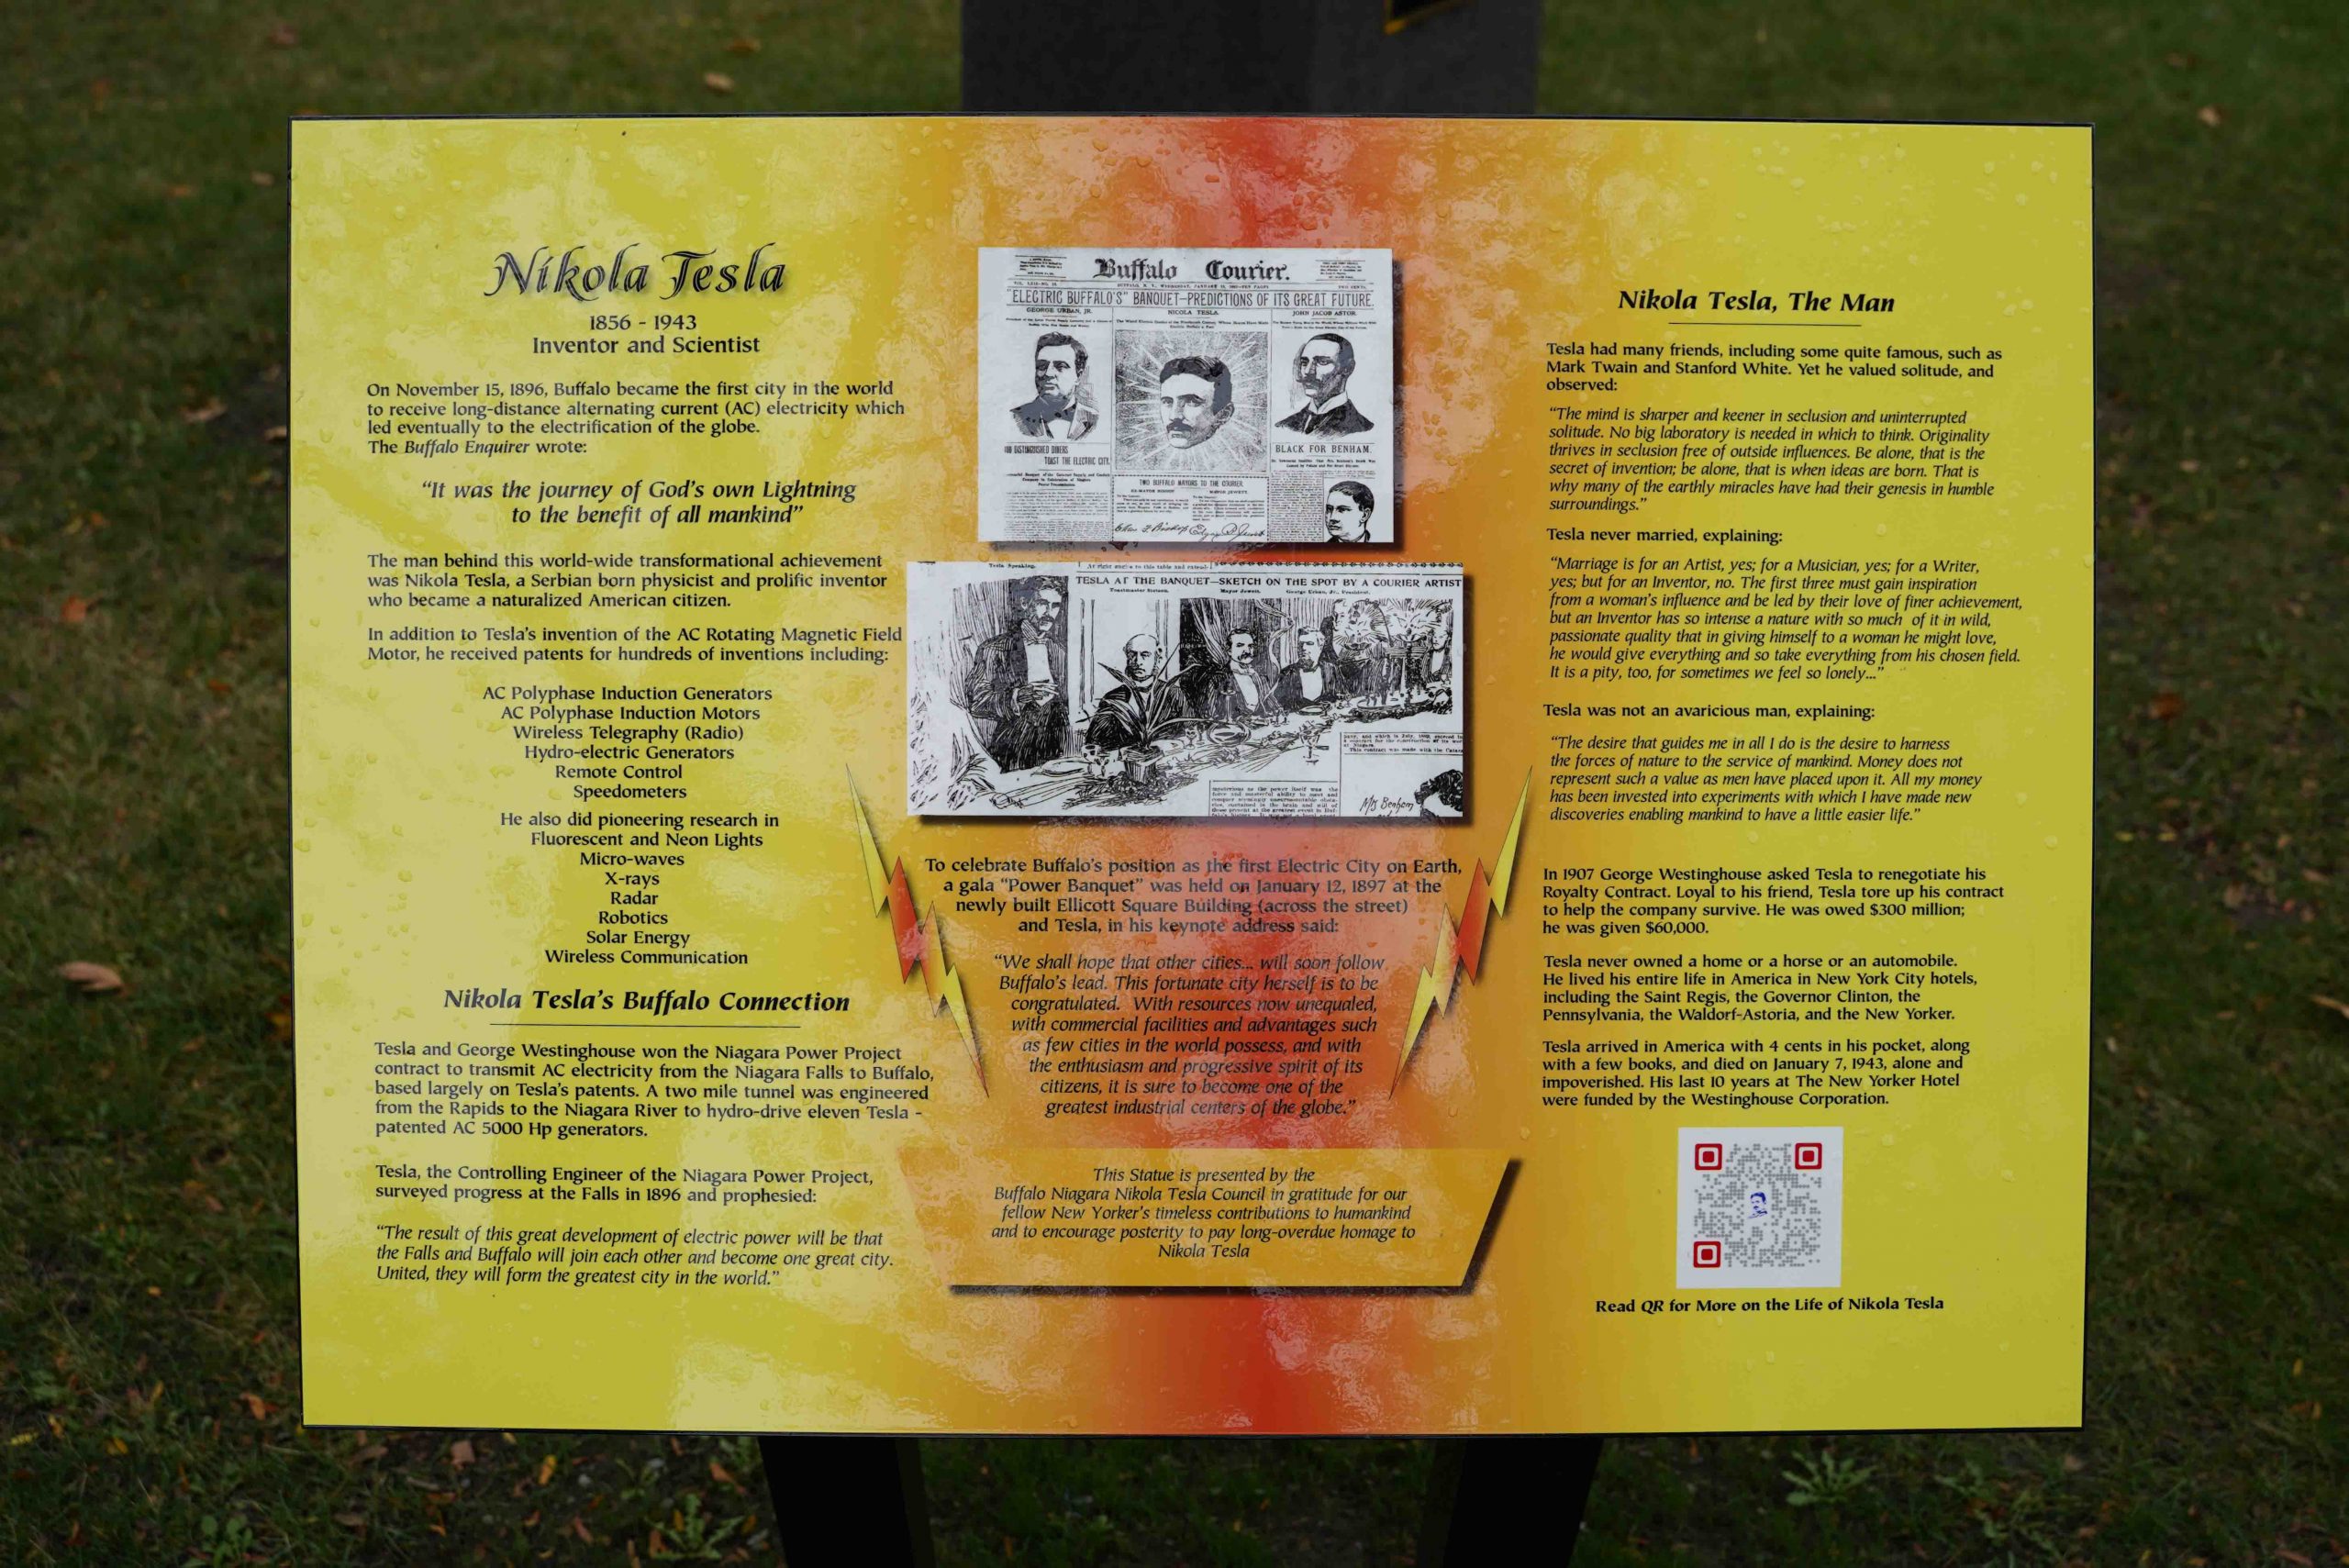 Nikola Tesla
1856 - 1943
Inventor and Scientist
On November 15, 1896, Buffalo became the first city in the world
to receive long-distance alternating current (AC) electricity which
led eventually to the electrification of the globe.
The Buffalo Enquirer wrote:
“It was the journey of God’s own Lightning
to the benefit of all mankind”
The man behind this world-wide transformational achievement
was Nikola Tesla, a Serbian born physicist and prolific inventor
who became a naturalized American citizen.
In addition to Tesla’s invention of the AC Rotating Magnetic Field
Motor, he received patents for hundreds of inventions including:
AC Polyphase Induction Generators
AC Polyphase Induction Motors
Wireless Telegraphy (Radio)
Hydro-electric Generators
Remote Control
Speedometers
He also did pioneering research in
Fluorescent and Neon Lights
Micro-waves
X-rays
Radar
Robotics
Solar Energy
Wireless Communication
Nikola Tesla’s Buffalo Connection
Tesla and George Westinghouse won the Niagara Power Project
contract to transmit AC electricity from the Niagara Falls to Buffalo,
based largely on Tesla’s patents. A two mile tunnel was engineered
from the Rapids to the Niagara River to hydro-drive eleven Tesla -
patented AC 5000 Hp generators.
Tesla, the Controlling Engineer of the Niagara Power Project,
surveyed progress at the Falls in 1896 and prophesied:
“The result of this great development of electric power will be that
the Falls and Buffalo will join each other and become one great city.
United, they will form the greatest city in the world.”
Buffalo Courier.
"ELECTRIC BUFFALO'S" BANQUET—PREDICTIONS OF ITS GREAT FUTURE.
GEORGE URBAN, JR.
NICOLA TESLA.
JOHN JACOB ASTOR.
DISTINGUISHED DINERS
TOAST THE ELECTRIC CITY.
BLACK FOR BENHAM.
TWO BUFFALO MAYORS TO THE COURIER.
EX-MAYOR BISHOP.
MAYOR JEWETT.
Tesla Speaking.
At right angles to this table and extend-
TESLA AT THE BANQUET—SKETCH ON THE SPOT BY A COURIER ARTIST
Toastmaster Sistern.
Mayor Jewett.
George Urban, Jr., President.
Mrs Benham
To celebrate Buffalo’s position as the first Electric City on Earth,
a gala “Power Banquet” was held on January 12, 1897 at the
newly built Ellicott Square Building (across the street)
and Tesla, in his keynote address said:
“We shall hope that other cities... will soon follow
Buffalo’s lead. This fortunate city herself is to be
congratulated. With resources now unequaled,
with commercial facilities and advantages such
as few cities in the world possess, and with
the enthusiasm and progressive spirit of its
citizens, it is sure to become one of the
greatest industrial centers of the globe.”
This Statue is presented by the
Buffalo Niagara Nikola Tesla Council in gratitude for our
fellow New Yorker’s timeless contributions to humankind
and to encourage posterity to pay long-overdue homage to
Nikola Tesla
Nikola Tesla, The Man
Tesla had many friends, including some quite famous, such as
Mark Twain and Stanford White. Yet he valued solitude, and
observed:
“The mind is sharper and keener in seclusion and uninterrupted
solitude. No big laboratory is needed in which to think. Originality
thrives in seclusion free of outside influences. Be alone, that is the
secret of invention; be alone, that is when ideas are born. That is
why many of the earthly miracles have had their genesis in humble
surroundings.”
Tesla never married, explaining:
“Marriage is for an Artist, yes; for a Musician, yes; for a Writer,
yes; but for an Inventor, no. The first three must gain inspiration
from a woman’s influence and be led by their love of finer achievement,
but an Inventor has so intense a nature with so much of it in wild,
passionate quality that in giving himself to a woman he might love,
he would give everything and so take everything from his chosen field.
It is a pity, too, for sometimes we feel so lonely...”
Tesla was not an avaricious man, explaining:
“The desire that guides me in all I do is the desire to harness
the forces of nature to the service of mankind. Money does not
represent such a value as men have placed upon it. All my money
has been invested into experiments with which I have made new
discoveries enabling mankind to have a little easier life.”
In 1907 George Westinghouse asked Tesla to renegotiate his
Royalty Contract. Loyal to his friend, Tesla tore up his contract
to help the company survive. He was owed $300 million;
he was given $60,000.
Tesla never owned a home or a horse or an automobile.
He lived his entire life in America in New York City hotels,
including the Saint Regis, the Governor Clinton, the
Pennsylvania, the Waldorf-Astoria, and the New Yorker.
Tesla arrived in America with 4 cents in his pocket, along
with a few books, and died on January 7, 1943, alone and
impoverished. His last 10 years at The New Yorker Hotel
were funded by the Westinghouse Corporation.
Read QR for More on the Life of Nikola Tesla